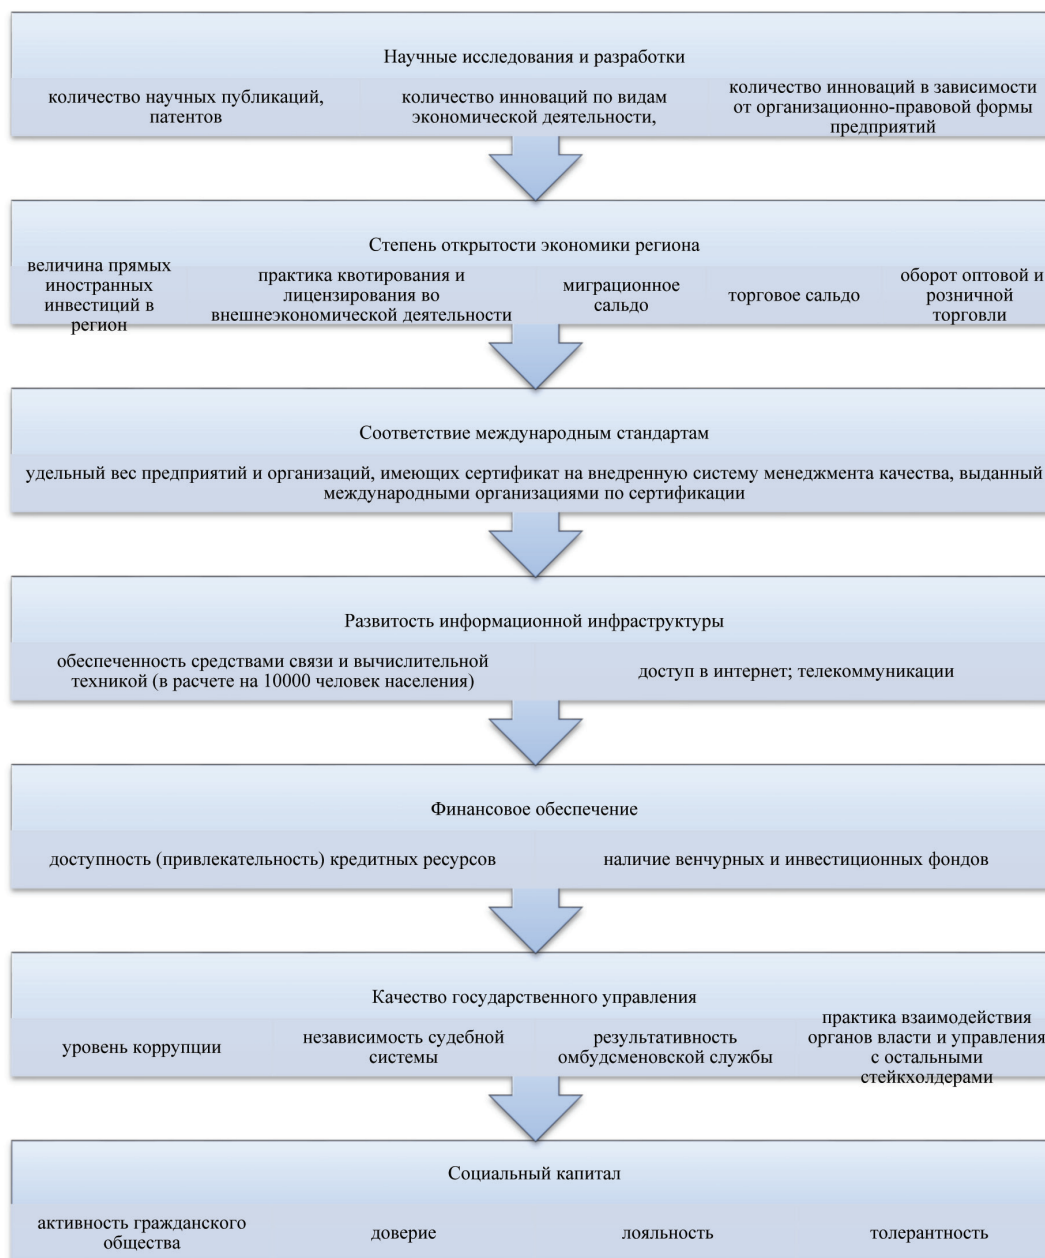 Научные исследования и разработки
количество научных публикаций,
патентов
количество инноваций по видам
экономической деятельности,
количество инноваций в зависимости
от организационно-правовой формы
предприятий
Степень открытости экономики региона
величина прямых
иностранных
инвестиций в
регион
практика квотирования и
лицензирования во
внешнеэкономической деятельности
миграционное
сальдо
торговое сальдо
оборот оптовой и
розничной
торговли
Соответствие международным стандартам
удельный вес предприятий и организаций, имеющих сертификат на внедренную систему менеджмента качества, выданный
международными организациями по сертификации
Развитость информационной инфраструктуры
обеспеченность средствами связи и вычислительной
техникой (в расчете на 10000 человек населения)
доступ в интернет; телекоммуникации
Финансовое обеспечение
доступность (привлекательность) кредитных ресурсов
наличие венчурных и инвестиционных фондов
Качество государственного управления
уровень коррупции
независимость судебной
системы
результативность
омбудсменовской службы
практика взаимодействия
органов власти и управления
с остальными
стейкхолдерами
Социальный капитал
активность гражданского
общества
доверие
лояльность
толерантность